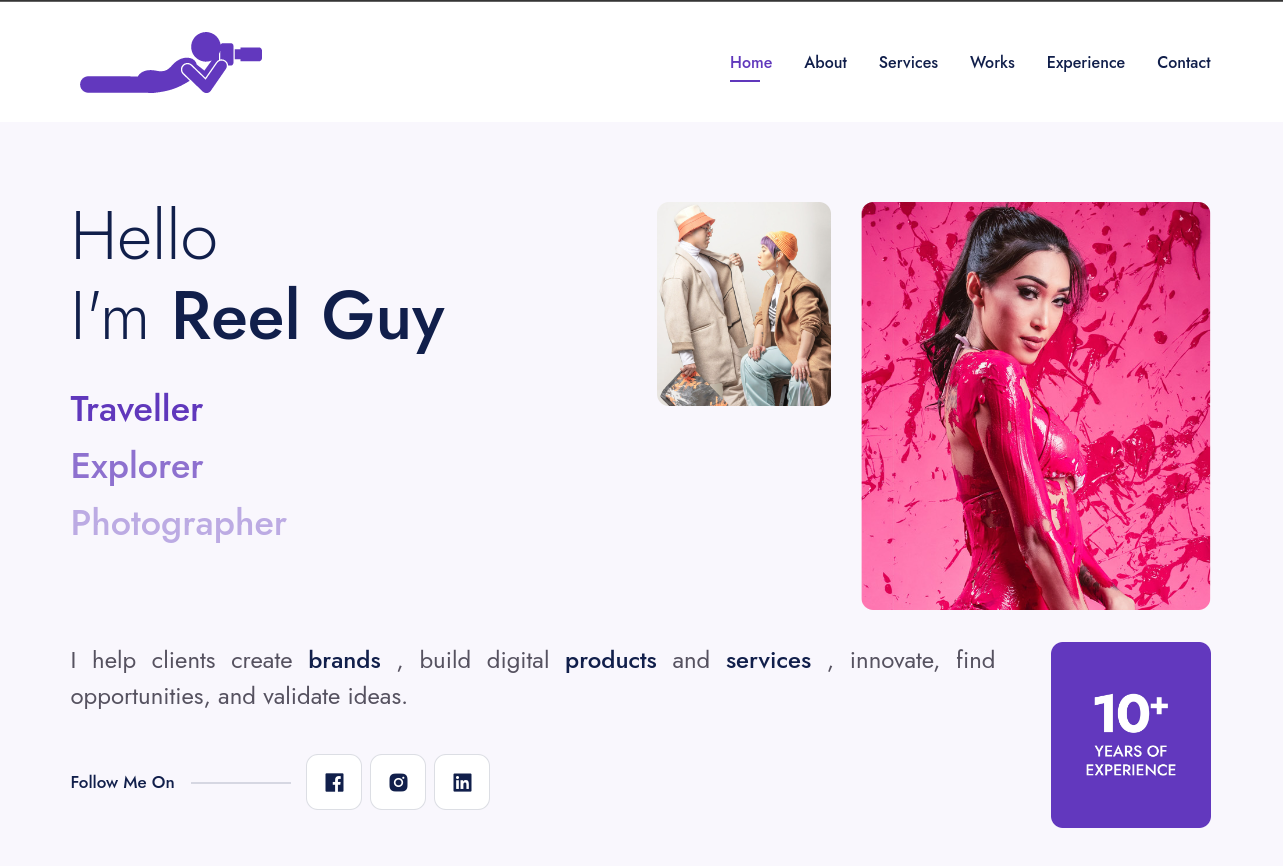 Home About Services Works Experience Contact
Hello
I'm Reel Guy
Traveller
Explorer
Photographer
I help clients create brands , build digital products and services , innovate, find
opportunities, and validate ideas.
10+
YEARS OF
EXPERIENCE
Follow Me On